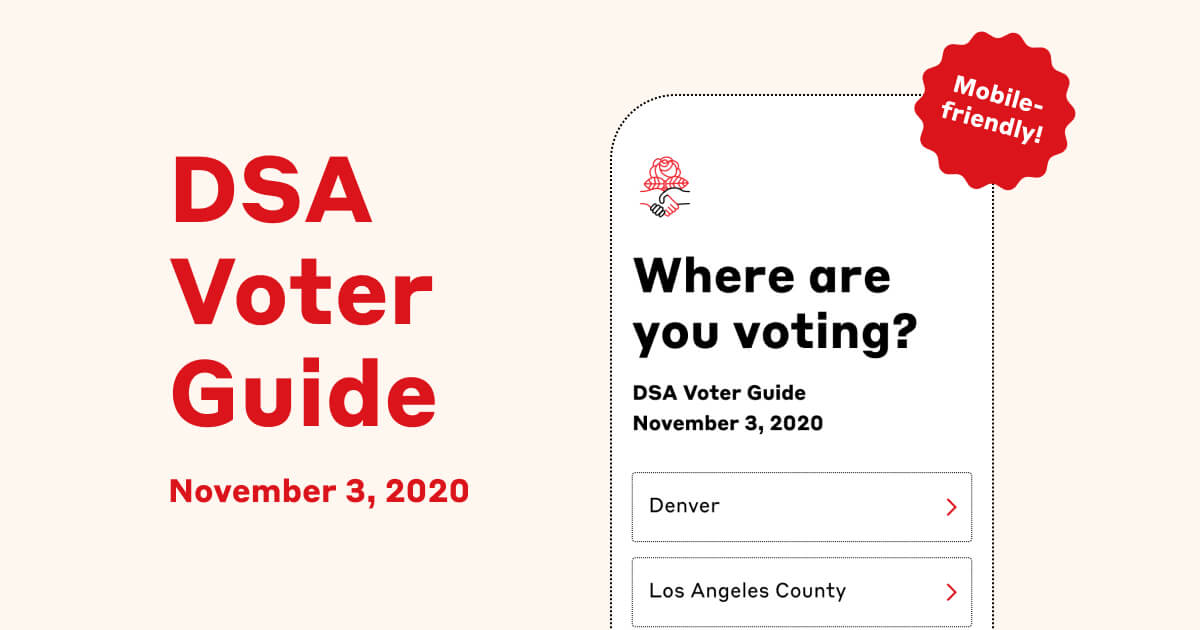 DSA
Voter
Guide
November 3, 2020
Mobile-
friendly!
Where are
you voting?
DSA Voter Guide
November 3, 2020
Denver
Los Angeles County